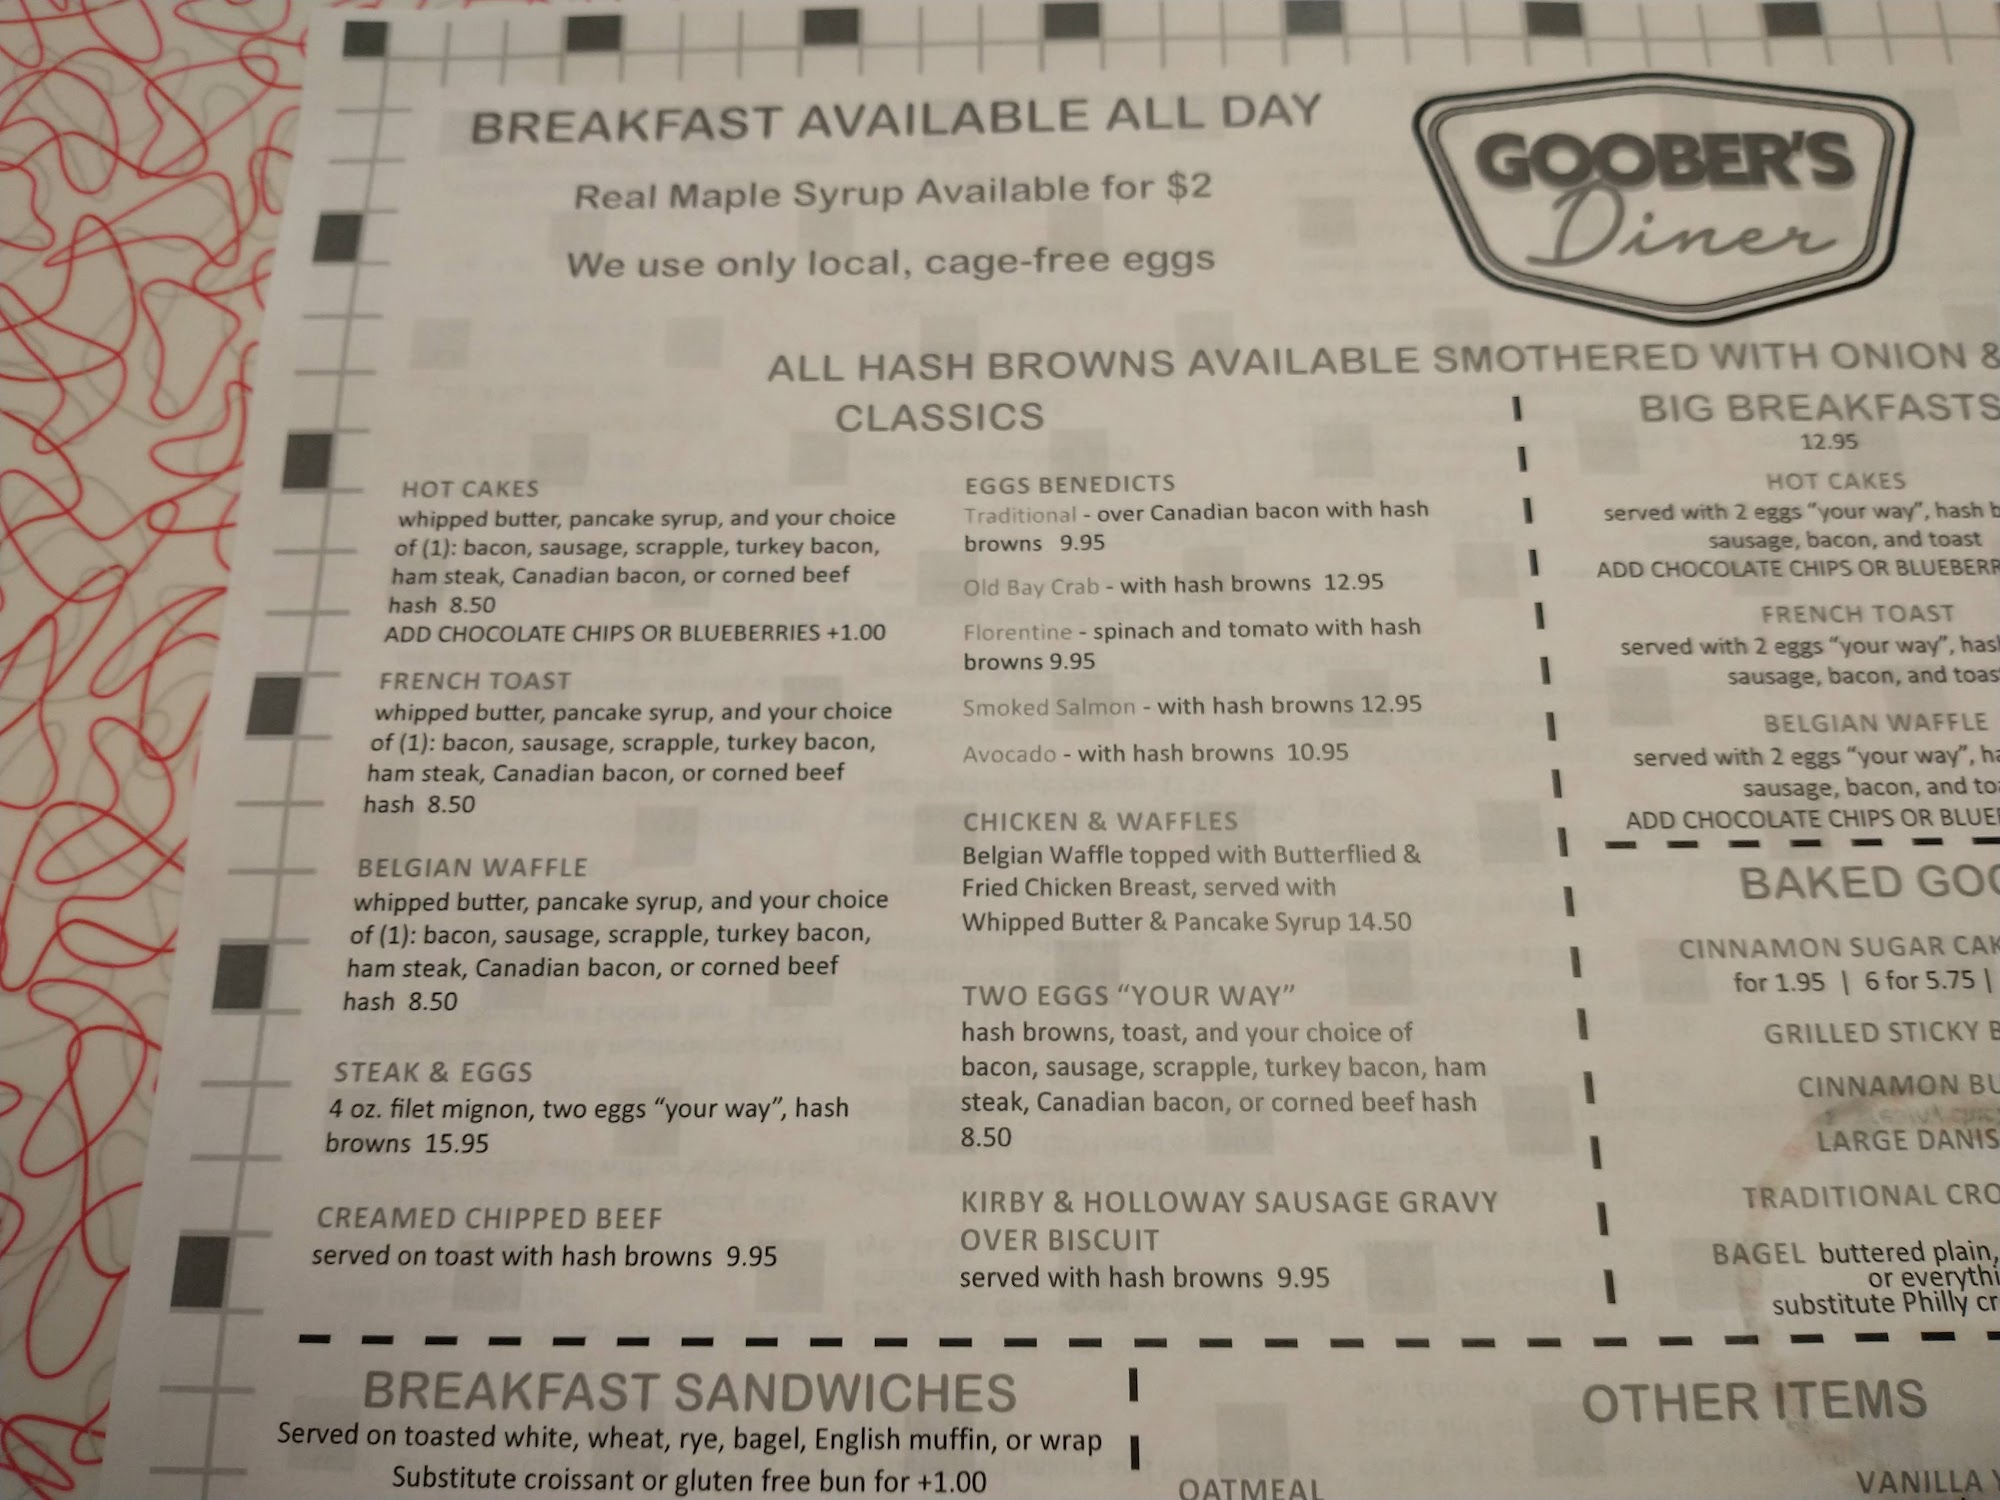 BREAKFAST AVAILABLE ALL DAY
Real Maple Syrup Available for $2
We use only local, cage-free eggs
GOOBER'S
Diner
ALL HASH BROWNS AVAILABLE SMOTHERED WITH ONION &
CLASSICS
HOT CAKES
whipped butter, pancake syrup, and your choice
of (1): bacon, sausage, scrapple, turkey bacon,
ham steak, Canadian bacon, or corned beef
hash 8.50
ADD CHOCOLATE CHIPS OR BLUEBERRIES +1.00
FRENCH TOAST
whipped butter, pancake syrup, and your choice
of (1): bacon, sausage, scrapple, turkey bacon,
ham steak, Canadian bacon, or corned beef
hash 8.50
BELGIAN WAFFLE
whipped butter, pancake syrup, and your choice
of (1): bacon, sausage, scrapple, turkey bacon,
ham steak, Canadian bacon, or corned beef
hash 8.50
STEAK & EGGS
4 oz. filet mignon, two eggs “your way”, hash
browns 15.95
CREAMED CHIPPED BEEF
served on toast with hash browns 9.95
EGGS BENEDICTS
Traditional - over Canadian bacon with hash
browns 9.95
Old Bay Crab - with hash browns 12.95
Florentine - spinach and tomato with hash
browns 9.95
Smoked Salmon - with hash browns 12.95
Avocado - with hash browns 10.95
CHICKEN & WAFFLES
Belgian Waffle topped with Butterflied &
Fried Chicken Breast, served with
Whipped Butter & Pancake Syrup 14.50
TWO EGGS “YOUR WAY”
hash browns, toast, and your choice of
bacon, sausage, scrapple, turkey bacon, ham
steak, Canadian bacon, or corned beef hash
8.50
KIRBY & HOLLOWAY SAUSAGE GRAVY
OVER BISCUIT
served with hash browns 9.95
BIG BREAKFASTS
12.95
HOT CAKES
served with 2 eggs “your way”, hash
sausage, bacon, and toast
ADD CHOCOLATE CHIPS OR
FRENCH TOAST
served with 2 eggs “your way”,
sausage, bacon, and
BELGIAN WAFFLE
served with 2 eggs “your way”,
sausage, bacon, and
ADD CHOCOLATE CHIPS OR
BAKED
CINNAMON SUGAR
for 1.95 | 6 for 5.75 |
GRILLED STICKY
CINNAMON
LARGE
TRADITIONAL
BAGEL buttered plain,
or
substitute Philly
BREAKFAST SANDWICHES
Served on toasted white, wheat, rye, bagel, English muffin, or wrap
Substitute croissant or gluten free bun for +1.00
OTHER ITEMS
OATMEAL
VANILLA